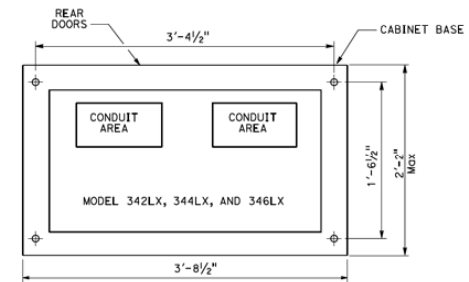 REAR
DOORS
3'-4½"
CABINET BASE
CONDUIT
AREA
CONDUIT
AREA
1'-6½"
2'-2"
Max
MODEL 342LX, 344LX, AND 346LX
3'-8½"